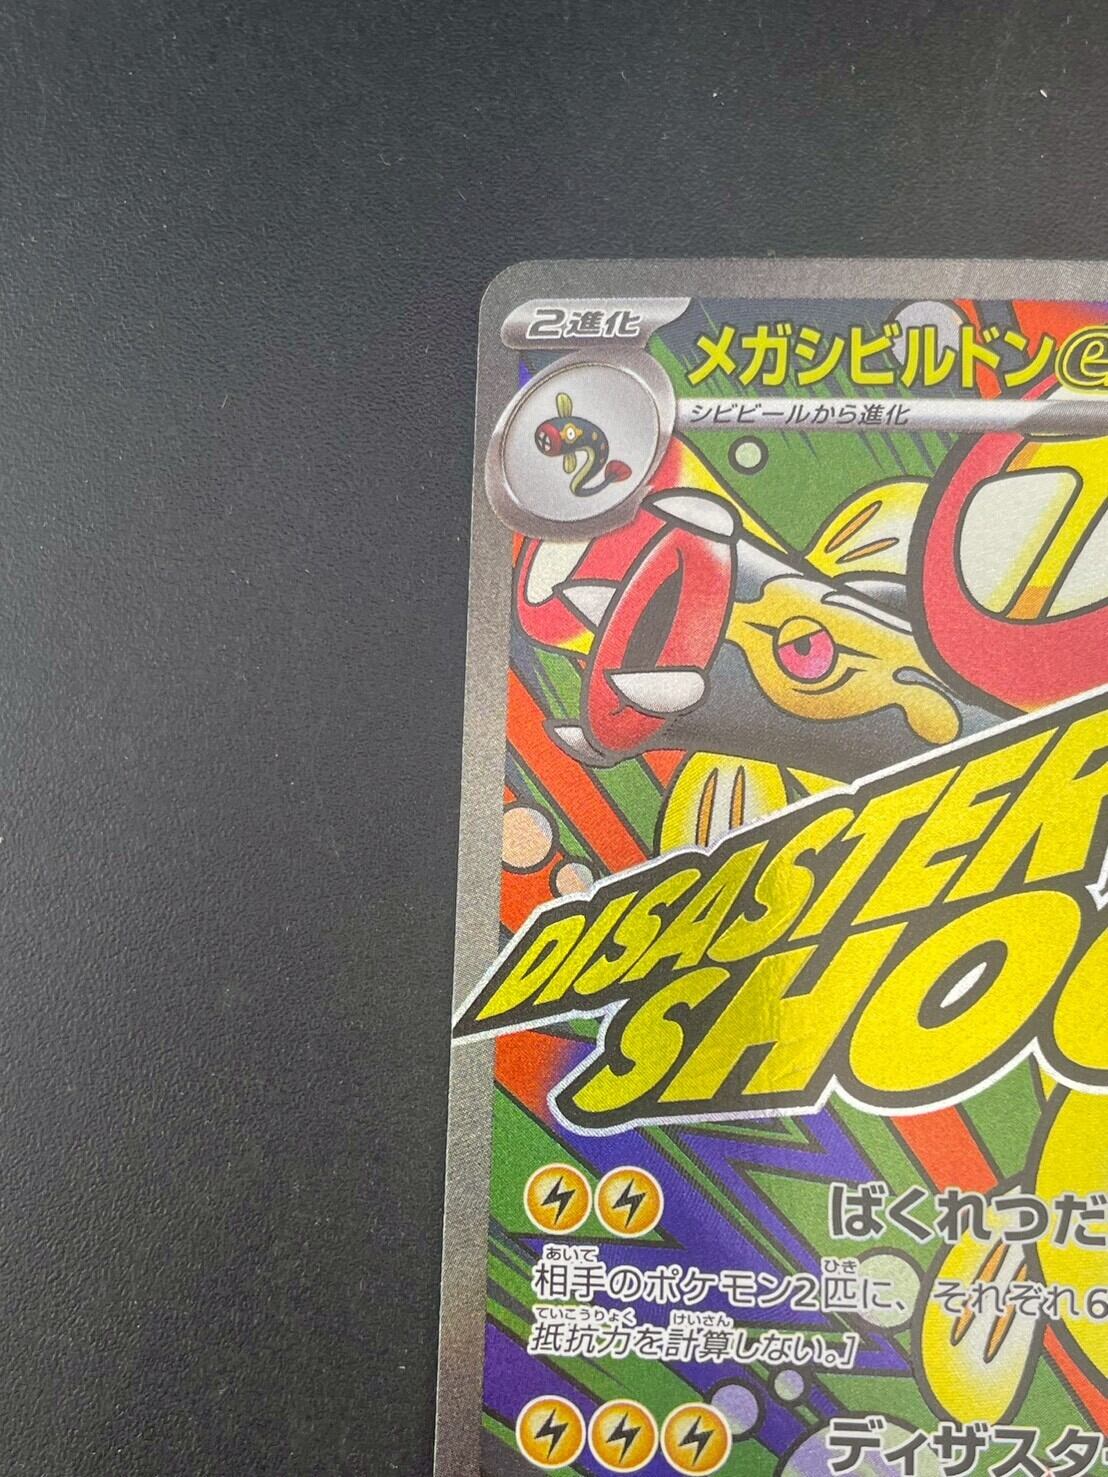 2進化
メガシビルドンe
シビビールから進化
DISASTER
SHO
ばくれつだ
あいて ひき
相手のポケモン2匹に、それぞれ6
ていこうりょく けいさん
抵抗力を計算しない。]
ディザスター